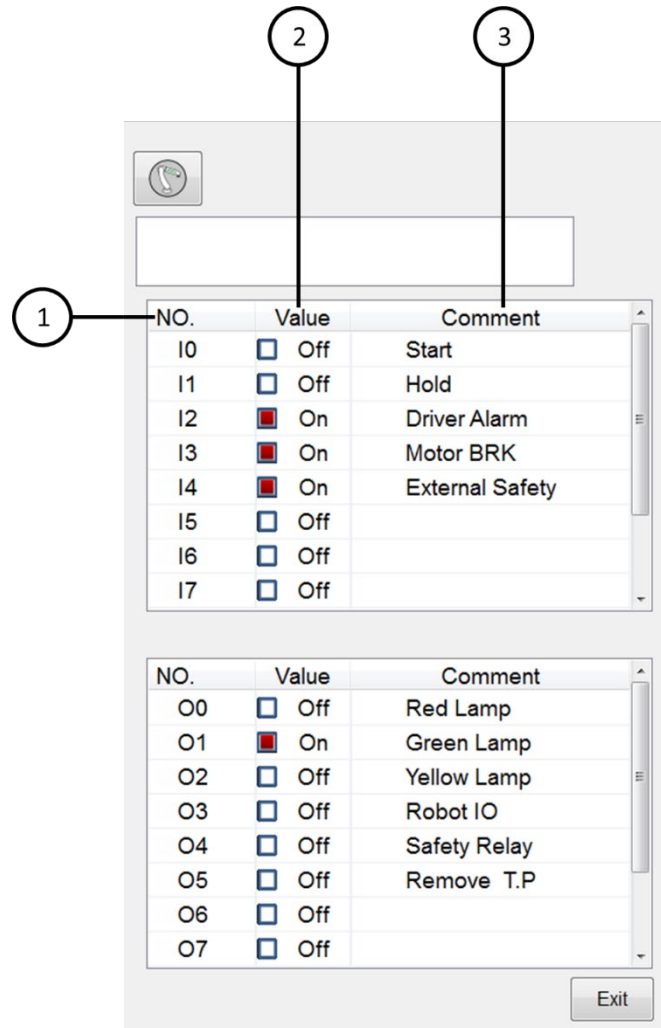 2 3
1
NO. Value Comment
I0 Off Start
I1 Off Hold
I2 On Driver Alarm
I3 On Motor BRK
I4 On External Safety
I5 Off
I6 Off
I7 Off
NO. Value Comment
O0 Off Red Lamp
O1 On Green Lamp
O2 Off Yellow Lamp
O3 Off Robot IO
O4 Off Safety Relay
O5 Off Remove T.P
O6 Off
O7 Off
Exit